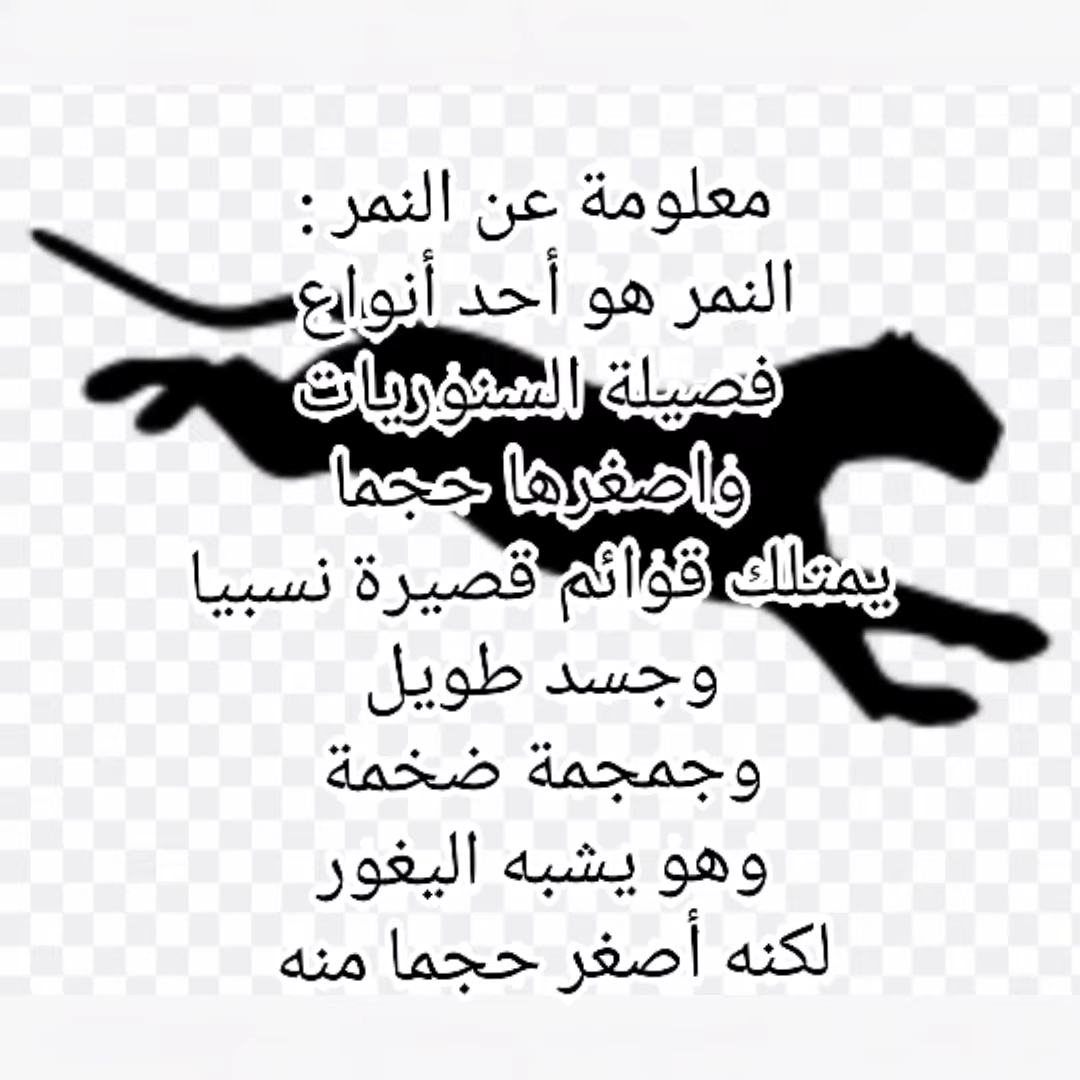 معلومة عن النمر :
النمر هو أحد أنواع
فصيلة السنوريات
واضغرها حجما
يمتلك قوائم قصيرة نسبيا
وجسد طويل
وجمجمة ضخمة
وهو يشبه اليغور
لكنه أصغر حجما منه